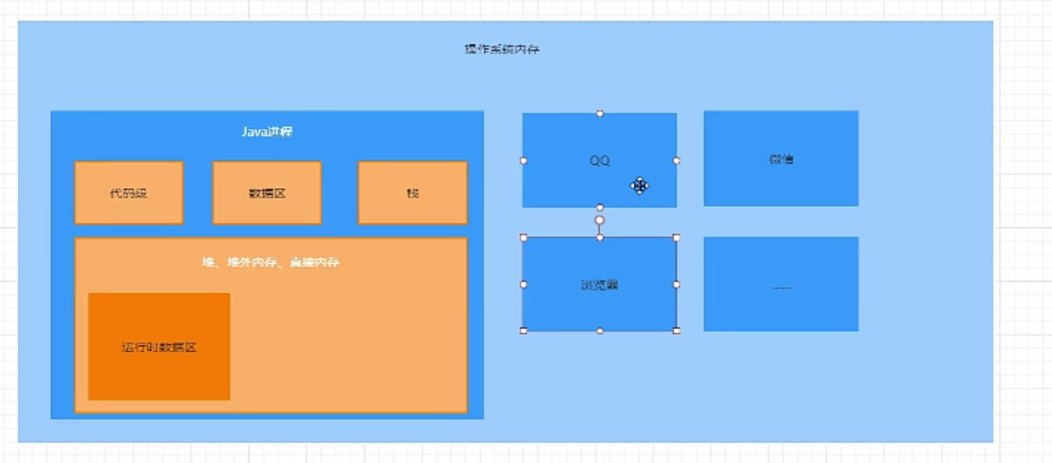 操作系统内存
Java进程
代码段
数据区
栈
堆、堆外内存、直接内存
运行时数据区
QQ
微信
浏览器
......